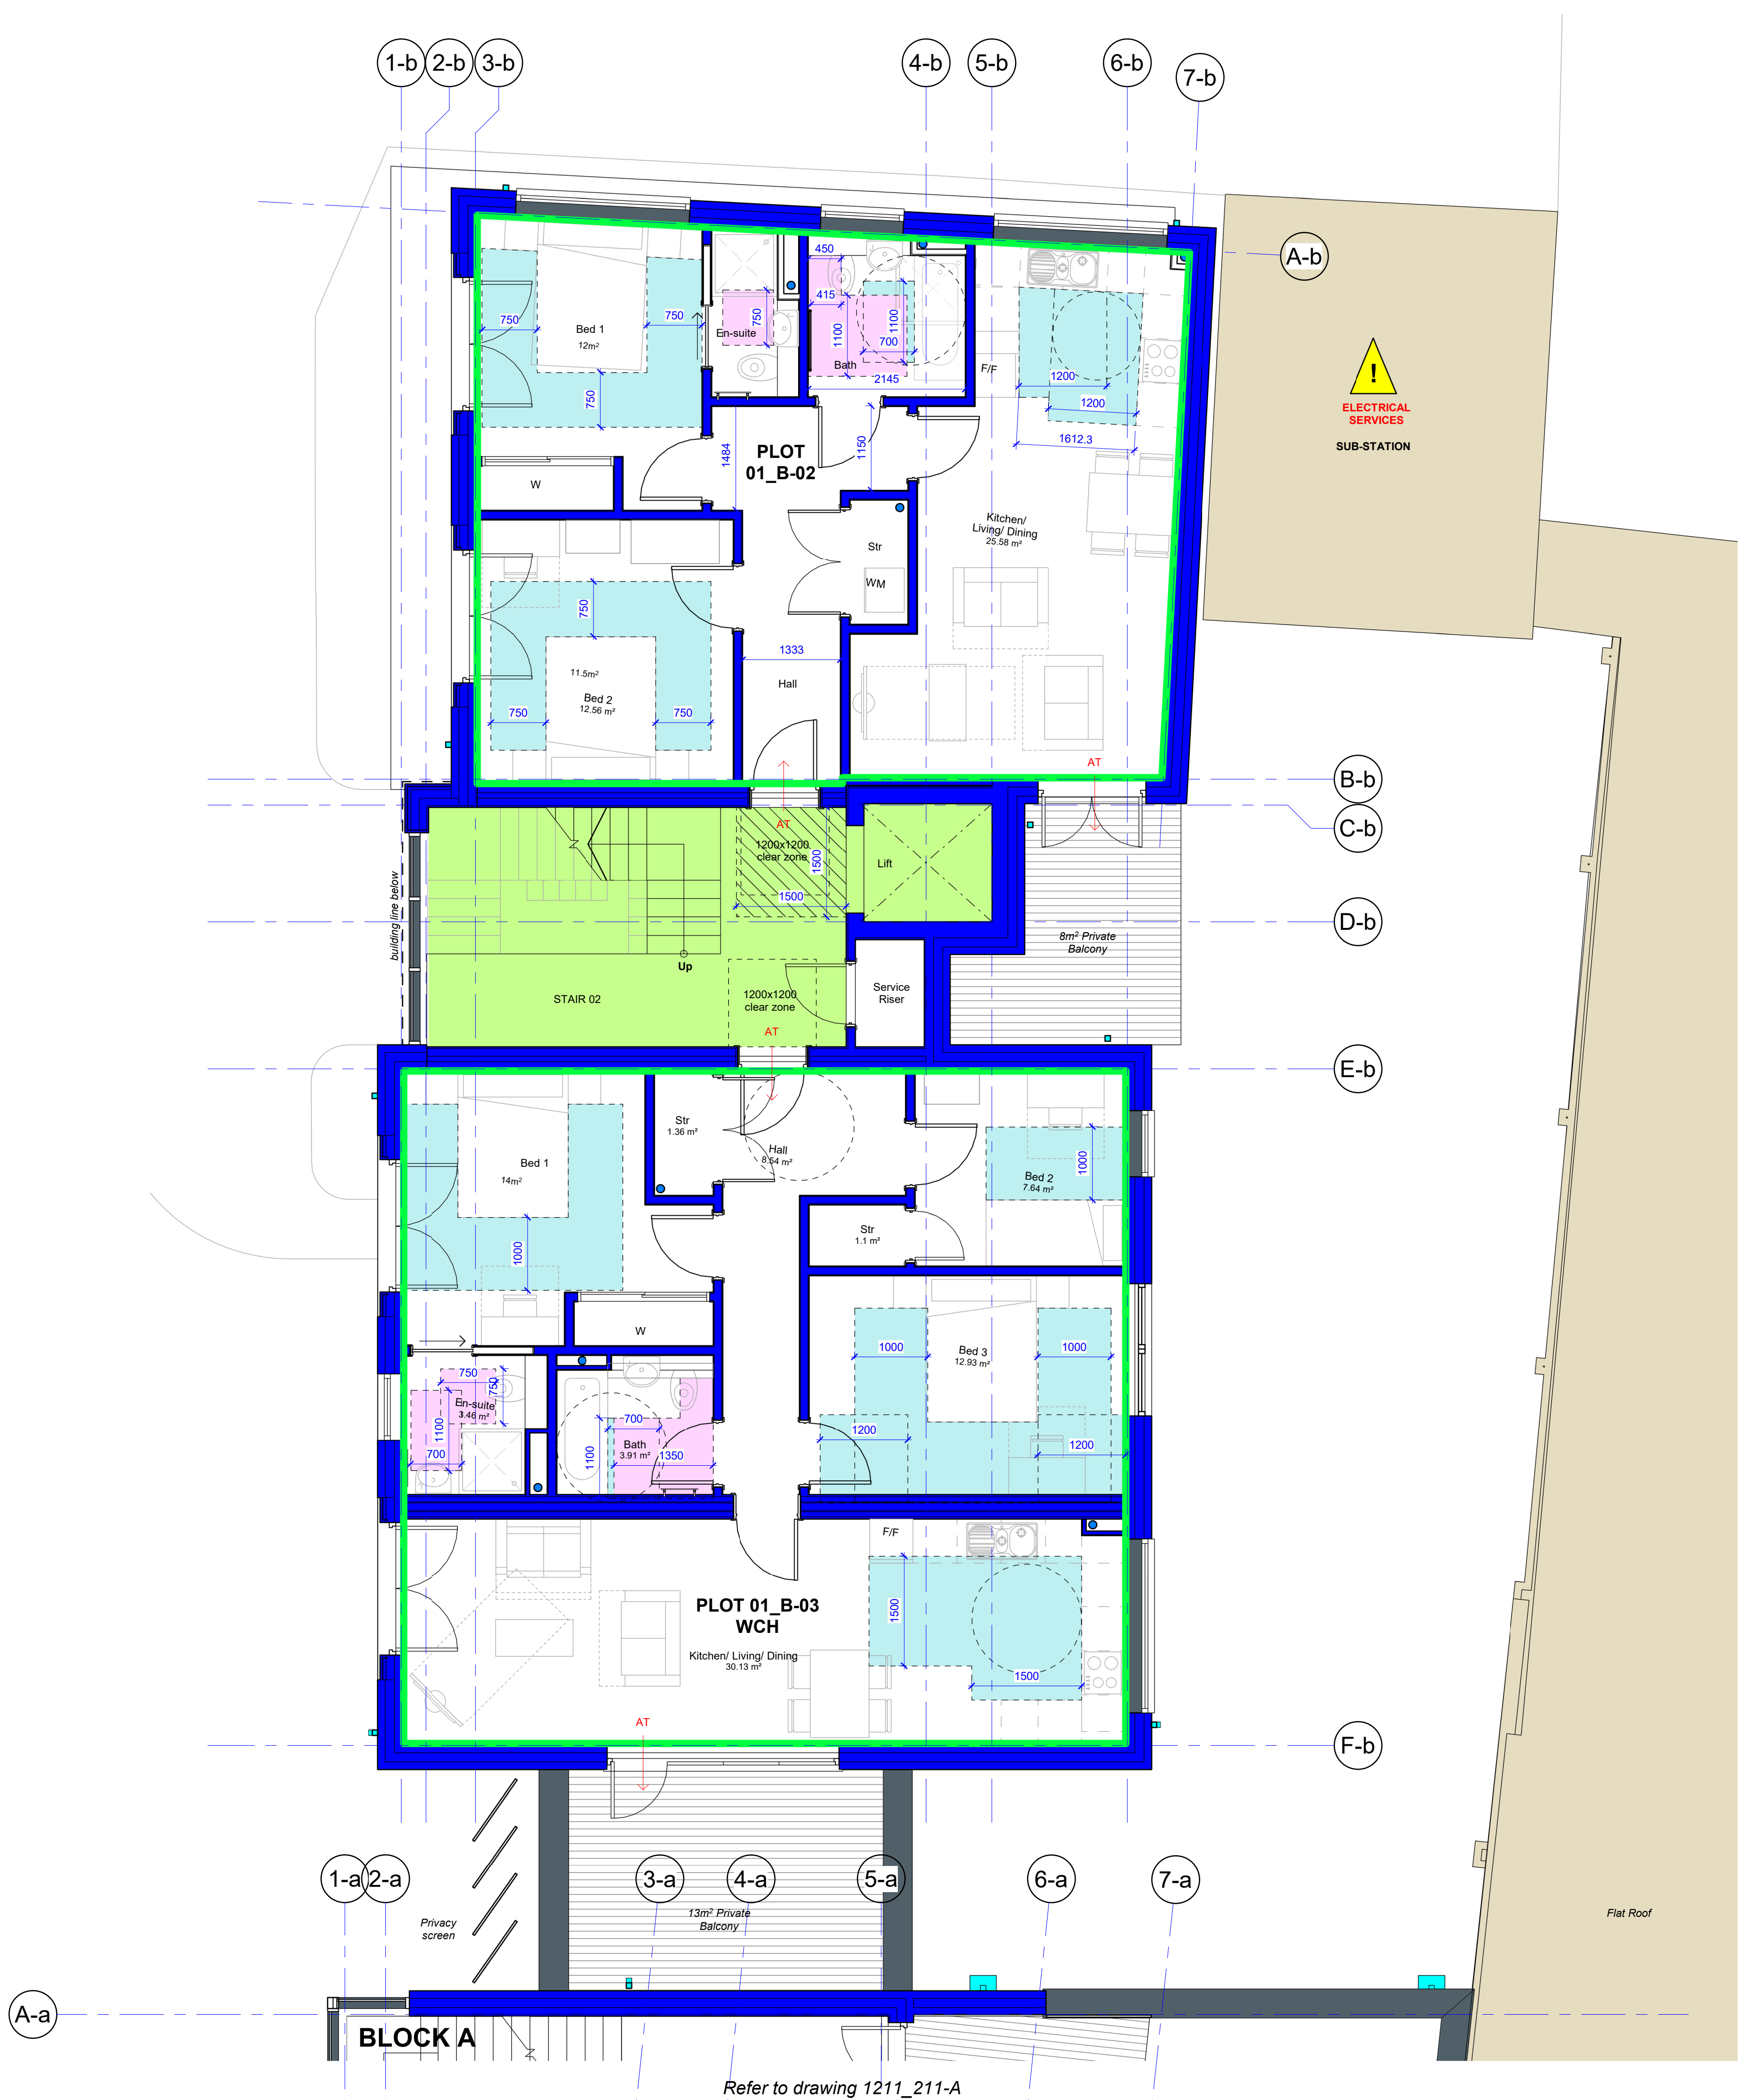 1-b
2-b
3-b
4-b
5-b
6-b
7-b
A-b
450
415
750
750
750
En-suite
750
Bed 1
12m²
1100
1100
700
Bath
2145
F/F
1200
1200
1612.3
ELECTRICAL
SERVICES
SUB-STATION
!
W
1484
PLOT
01_B-02
1150
Kitchen/
Living/ Dining
25.58 m²
Str
WM
750
11.5m²
Bed 2
12.56 m²
750
750
1333
Hall
AT
B-b
C-b
AT
1200x1200
clear zone
1500
1500
Lift
building line below
D-b
8m² Private
Balcony
Up
STAIR 02
1200x1200
clear zone
Service
Riser
AT
E-b
Str
1.36 m²
Hall
8.54 m²
Bed 1
14m²
1000
Bed 2
7.64 m²
1000
Str
1.1 m²
W
1000
Bed 3
12.93 m²
1000
750
750
En-suite
3.46 m²
1100
700
700
Bath
3.91 m²
1100
1350
1200
1200
F/F
PLOT 01_B-03
WCH
Kitchen/ Living/ Dining
30.13 m²
1500
1500
AT
F-b
1-a
2-a
3-a
4-a
5-a
6-a
7-a
13m² Private
Balcony
Privacy
screen
Flat Roof
A-a
BLOCK A
Refer to drawing 1211_211-A